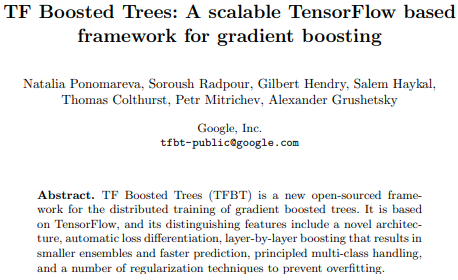 TF Boosted Trees: A scalable TensorFlow based
framework for gradient boosting
Natalia Ponomareva, Soroush Radpour, Gilbert Hendry, Salem Haykal,
Thomas Colthurst, Petr Mitrichev, Alexander Grushetsky
Google, Inc.
tfbt-public@google.com
Abstract. TF Boosted Trees (TFBT) is a new open-sourced frame-
work for the distributed training of gradient boosted trees. It is based
on TensorFlow, and its distinguishing features include a novel architec-
ture, automatic loss differentiation, layer-by-layer boosting that results in
smaller ensembles and faster prediction, principled multi-class handling,
and a number of regularization techniques to prevent overfitting.